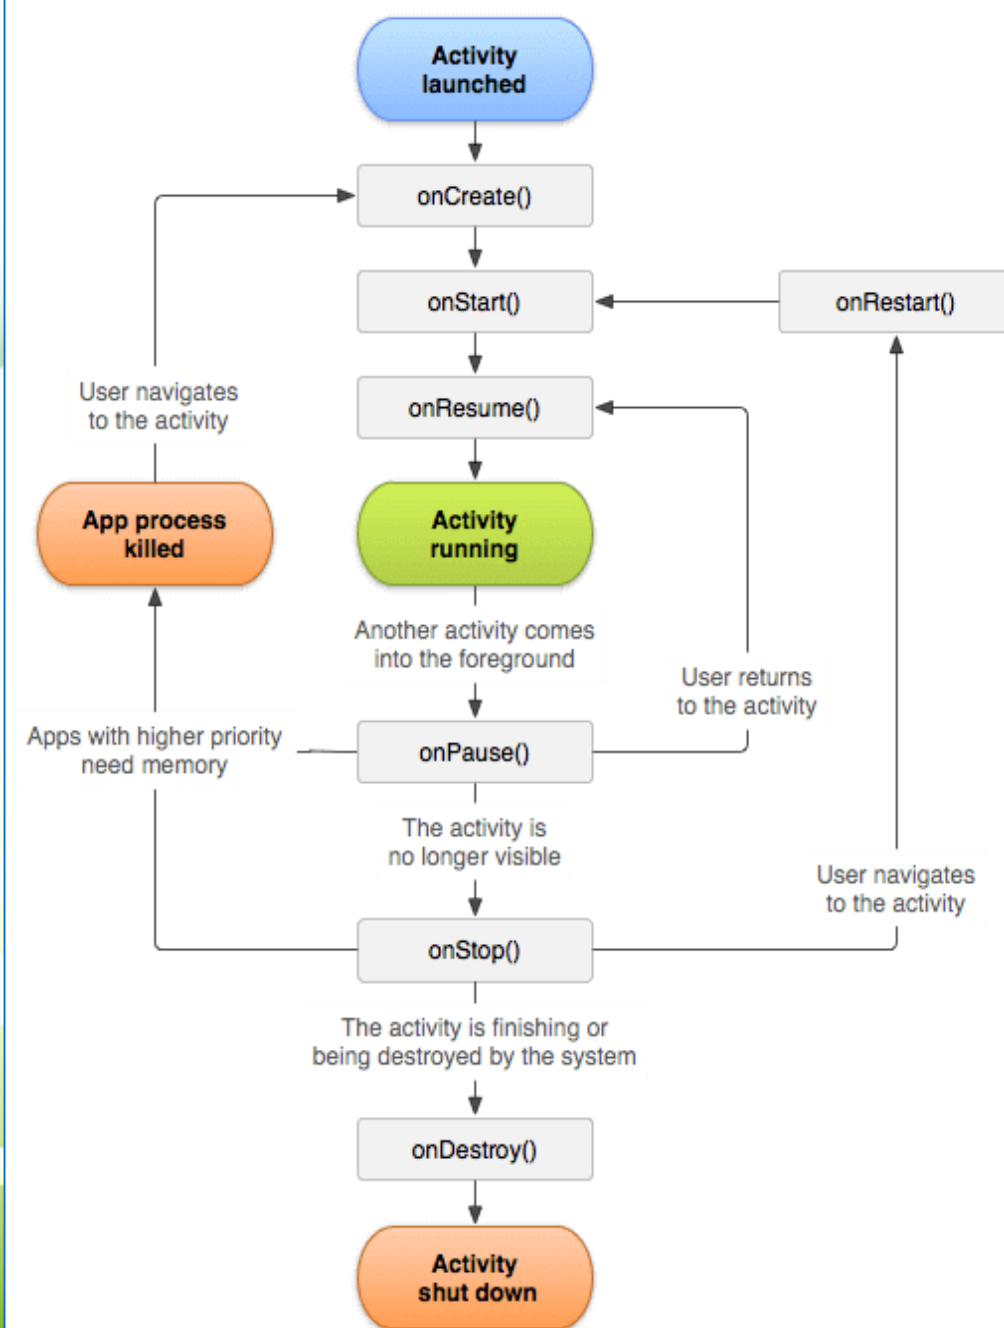 Activity
launched
onCreate()
onStart()
onRestart()
User navigates
to the activity
onResume()
App process
killed
Activity
running
Another activity comes
into the foreground
User returns
to the activity
Apps with higher priority
need memory
onPause()
The activity is
no longer visible
User navigates
to the activity
onStop()
The activity is finishing or
being destroyed by the system
onDestroy()
Activity
shut down